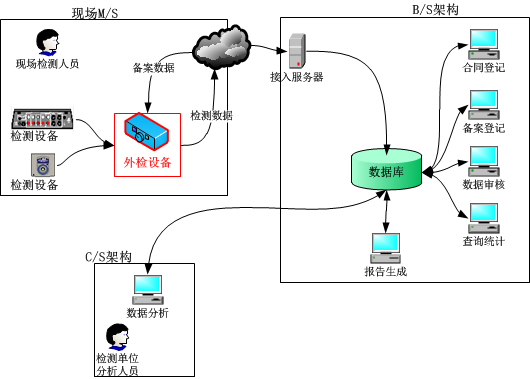 现场M/S
现场检测人员
检测设备
检测设备
外检设备
备案数据
检测数据
B/S架构
接入服务器
数据库
合同登记
备案登记
数据审核
查询统计
报告生成
C/S架构
数据分析
检测单位
分析人员